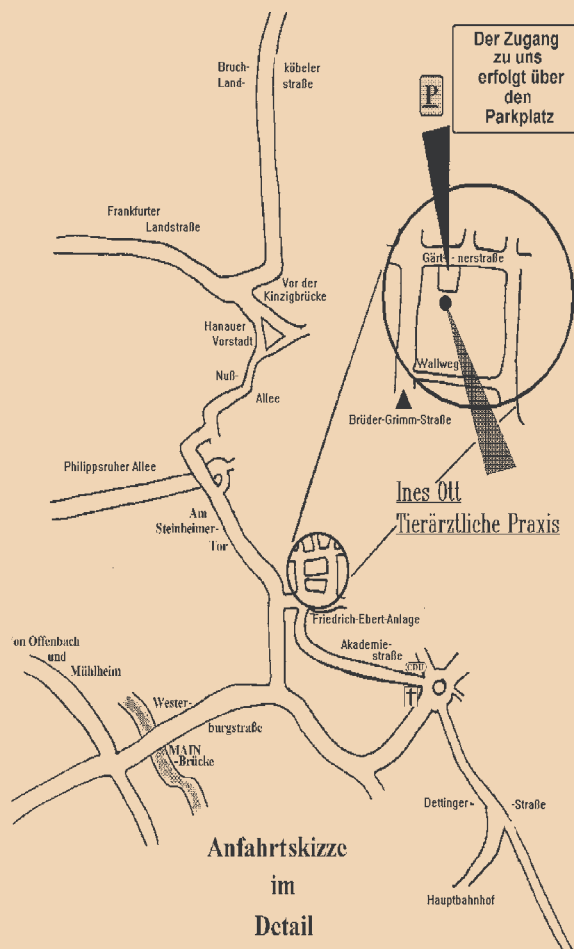 Der Zugang
zu uns
erfolgt über
den
Parkplatz
P
Bruch-
köbeler
Land-
straße
Frankfurter
Landstraße
Gärt- -nerstraße
Vor der
Kinzigbrücke
Hanauer
Vorstadt
Wallweg
Nuß-
Allee
Brüder-Grimm-Straße
Philippsruher Allee
Ines Ott
Tierärztliche Praxis
Am
Steinheimer-
Tor
Friedrich-Ebert-Anlage
Akademie-
straße
CDU
on Offenbach
und
Mühlheim
Wester-
burgstraße
MAIN
-Brücke
Dettinger- -Straße
Hauptbahnhof
Anfahrtskizze
im
Detail